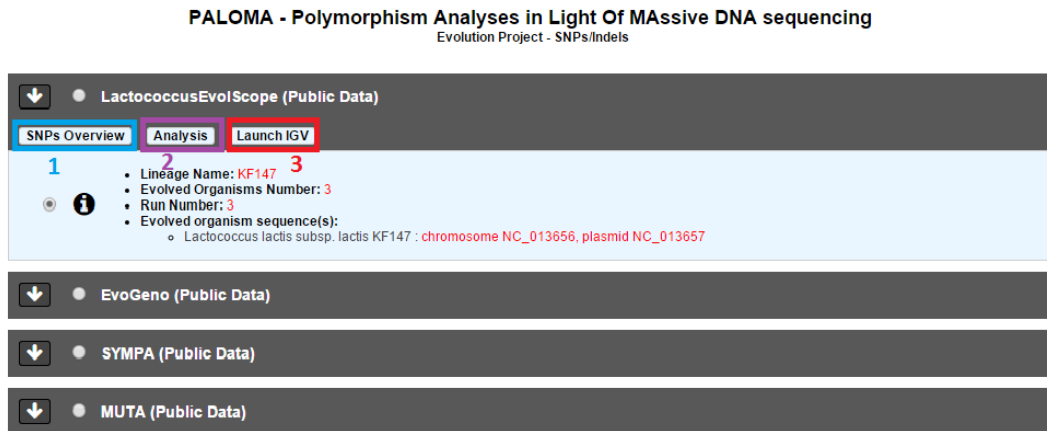 PALOMA - Polymorphism Analyses in Light Of MAssive DNA sequencing
Evolution Project - SNPs/Indels
LactococcusEvolScope (Public Data)
SNPs Overview Analysis Launch IGV
1 2 3
Lineage Name: KF147
Evolved Organisms Number: 3
Run Number: 3
Evolved organism sequence(s):
Lactococcus lactis subsp. lactis KF147 : chromosome NC_013656, plasmid NC_013657
EvoGeno (Public Data)
SYMPA (Public Data)
MUTA (Public Data)